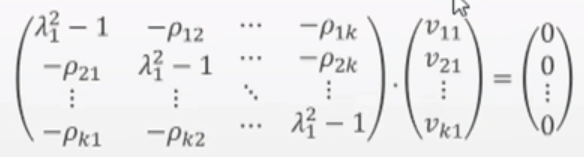 λ₁² − 1 −ρ₁₂ ⋯ −ρ₁ₖ v₁₁ 0
−ρ₂₁ λ₁² − 1 ⋯ −ρ₂ₖ v₂₁ 0
⋮ ⋮ ⋱ ⋮ · ⋮ = ⋮
−ρₖ₁ −ρₖ₂ ⋯ λ₁² − 1 vₖ₁ 0